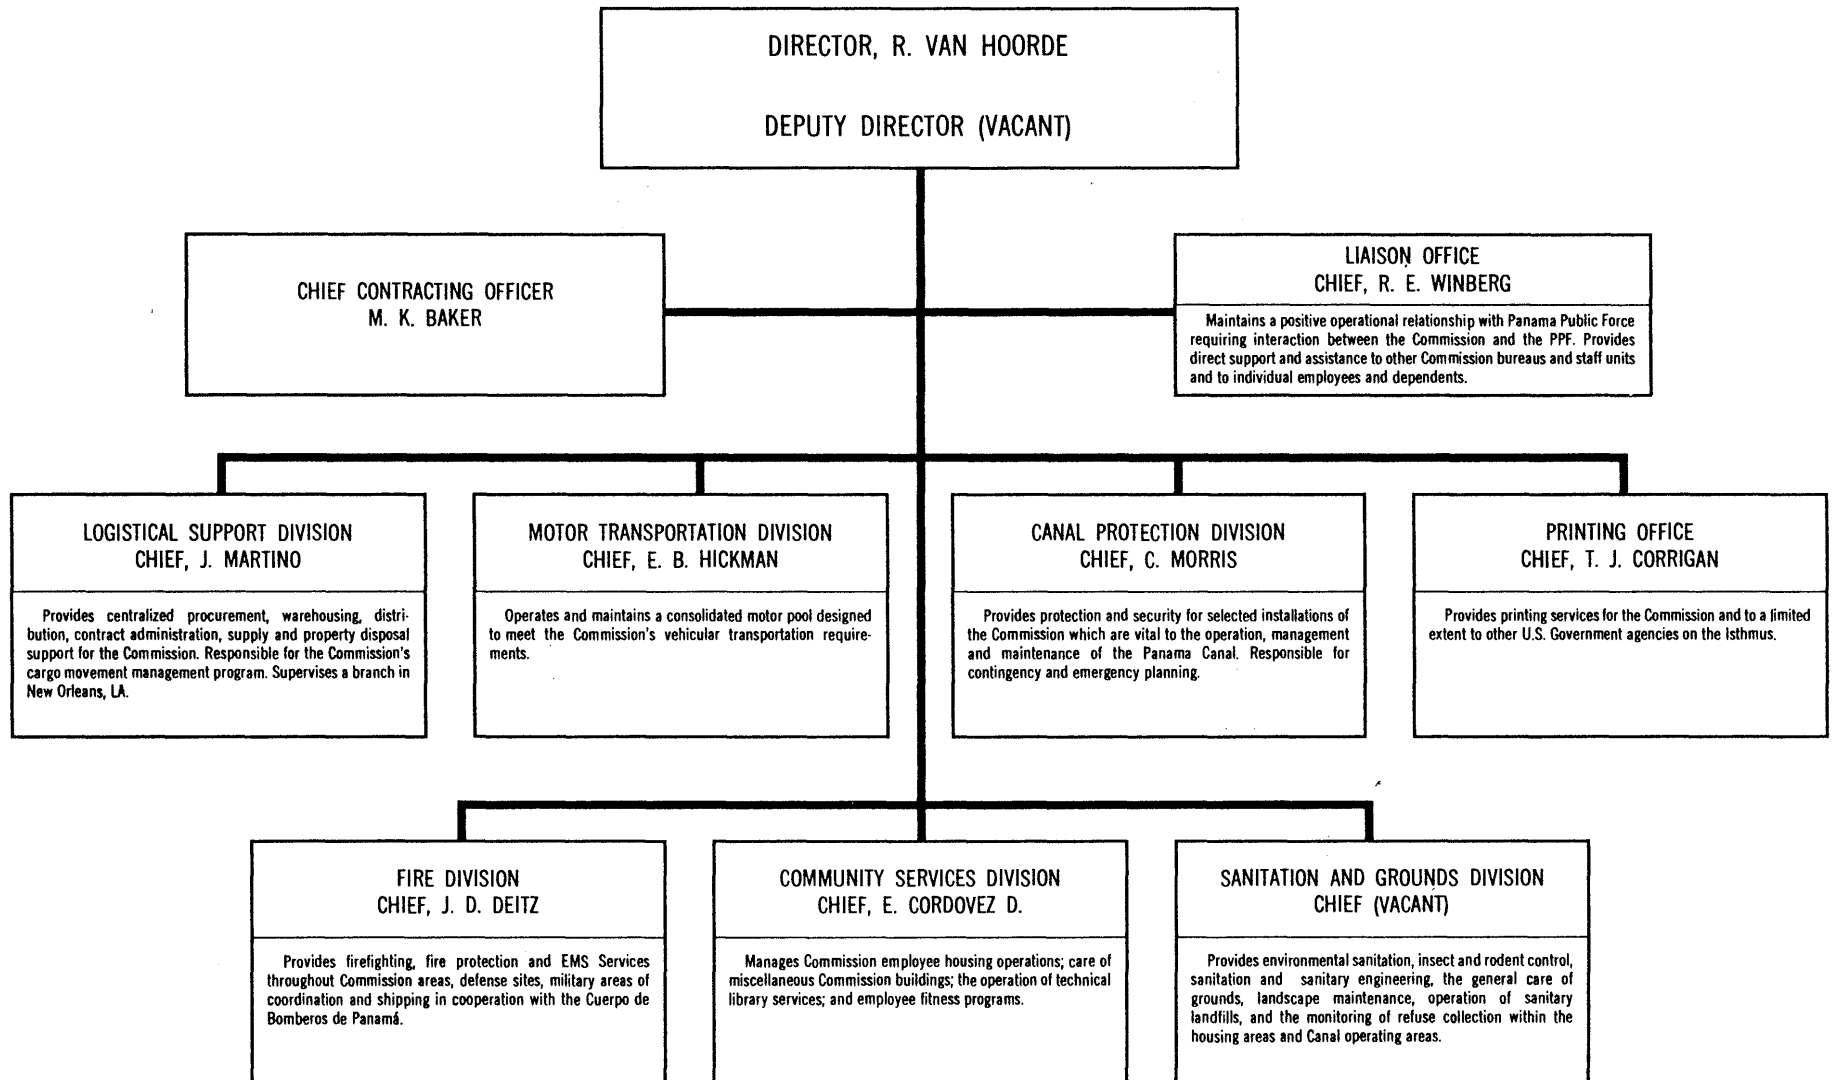 DIRECTOR, R. VAN HOORDE
DEPUTY DIRECTOR (VACANT)
CHIEF CONTRACTING OFFICER
M. K. BAKER
LIAISON OFFICE
CHIEF, R. E. WINBERG
Maintains a positive operational relationship with Panama Public Force
requiring interaction between the Commission and the PPF. Provides
direct support and assistance to other Commission bureaus and staff units
and to individual employees and dependents.
LOGISTICAL SUPPORT DIVISION
CHIEF, J. MARTINO
Provides centralized procurement, warehousing, distri-
bution, contract administration, supply and property disposal
support for the Commission. Responsible for the Commission's
cargo movement management program. Supervises a branch in
New Orleans, LA.
MOTOR TRANSPORTATION DIVISION
CHIEF, E. B. HICKMAN
Operates and maintains a consolidated motor pool designed
to meet the Commission's vehicular transportation require-
ments.
CANAL PROTECTION DIVISION
CHIEF, C. MORRIS
Provides protection and security for selected installations of
the Commission which are vital to the operation, management
and maintenance of the Panama Canal. Responsible for
contingency and emergency planning.
PRINTING OFFICE
CHIEF, T. J. CORRIGAN
Provides printing services for the Commission and to a limited
extent to other U.S. Government agencies on the Isthmus.
FIRE DIVISION
CHIEF, J. D. DEITZ
Provides firefighting, fire protection and EMS Services
throughout Commission areas, defense sites, military areas of
coordination and shipping in cooperation with the Cuerpo de
Bomberos de Panamá.
COMMUNITY SERVICES DIVISION
CHIEF, E. CORDOVEZ D.
Manages Commission employee housing operations; care of
miscellaneous Commission buildings; the operation of technical
library services; and employee fitness programs.
SANITATION AND GROUNDS DIVISION
CHIEF (VACANT)
Provides environmental sanitation, insect and rodent control,
sanitation and sanitary engineering, the general care of
grounds, landscape maintenance, operation of sanitary
landfills, and the monitoring of refuse collection within the
housing areas and Canal operating areas.